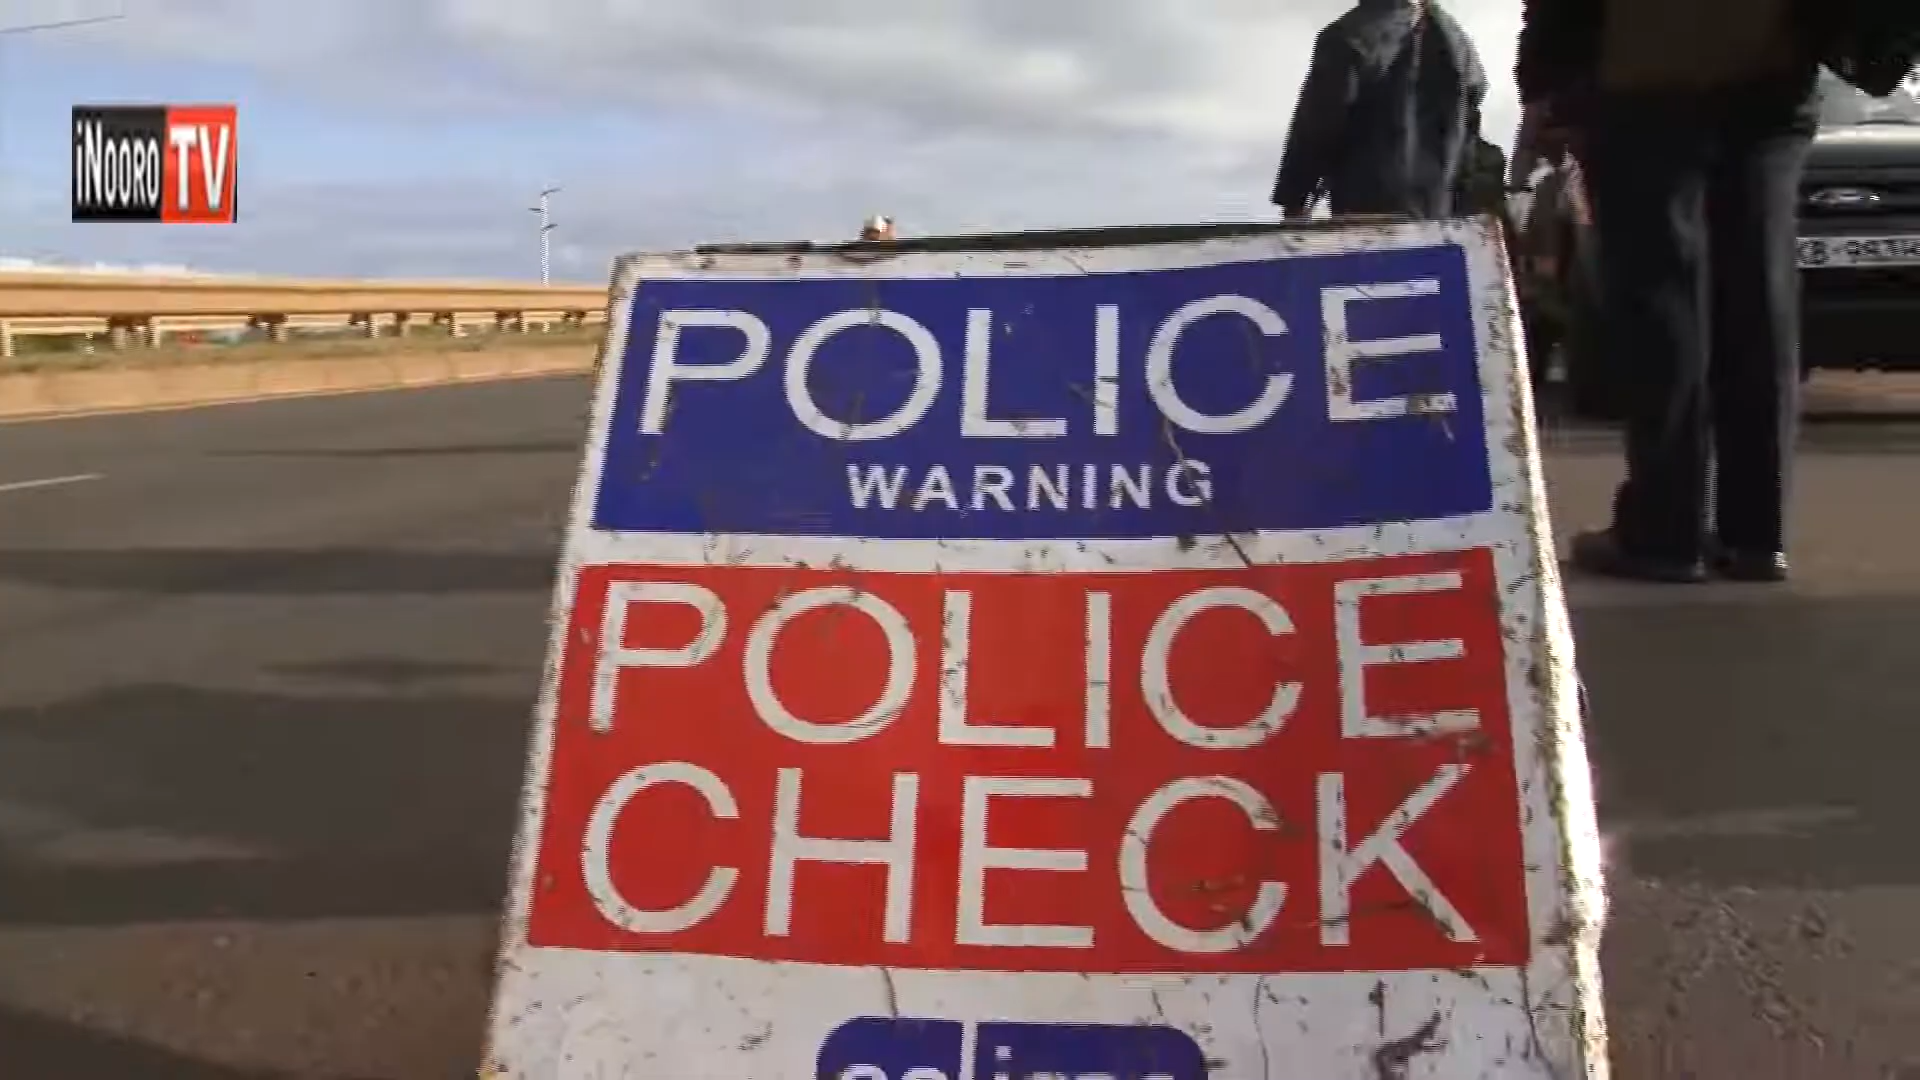 iNOORO TV
POLICE
WARNING
POLICE
CHECK